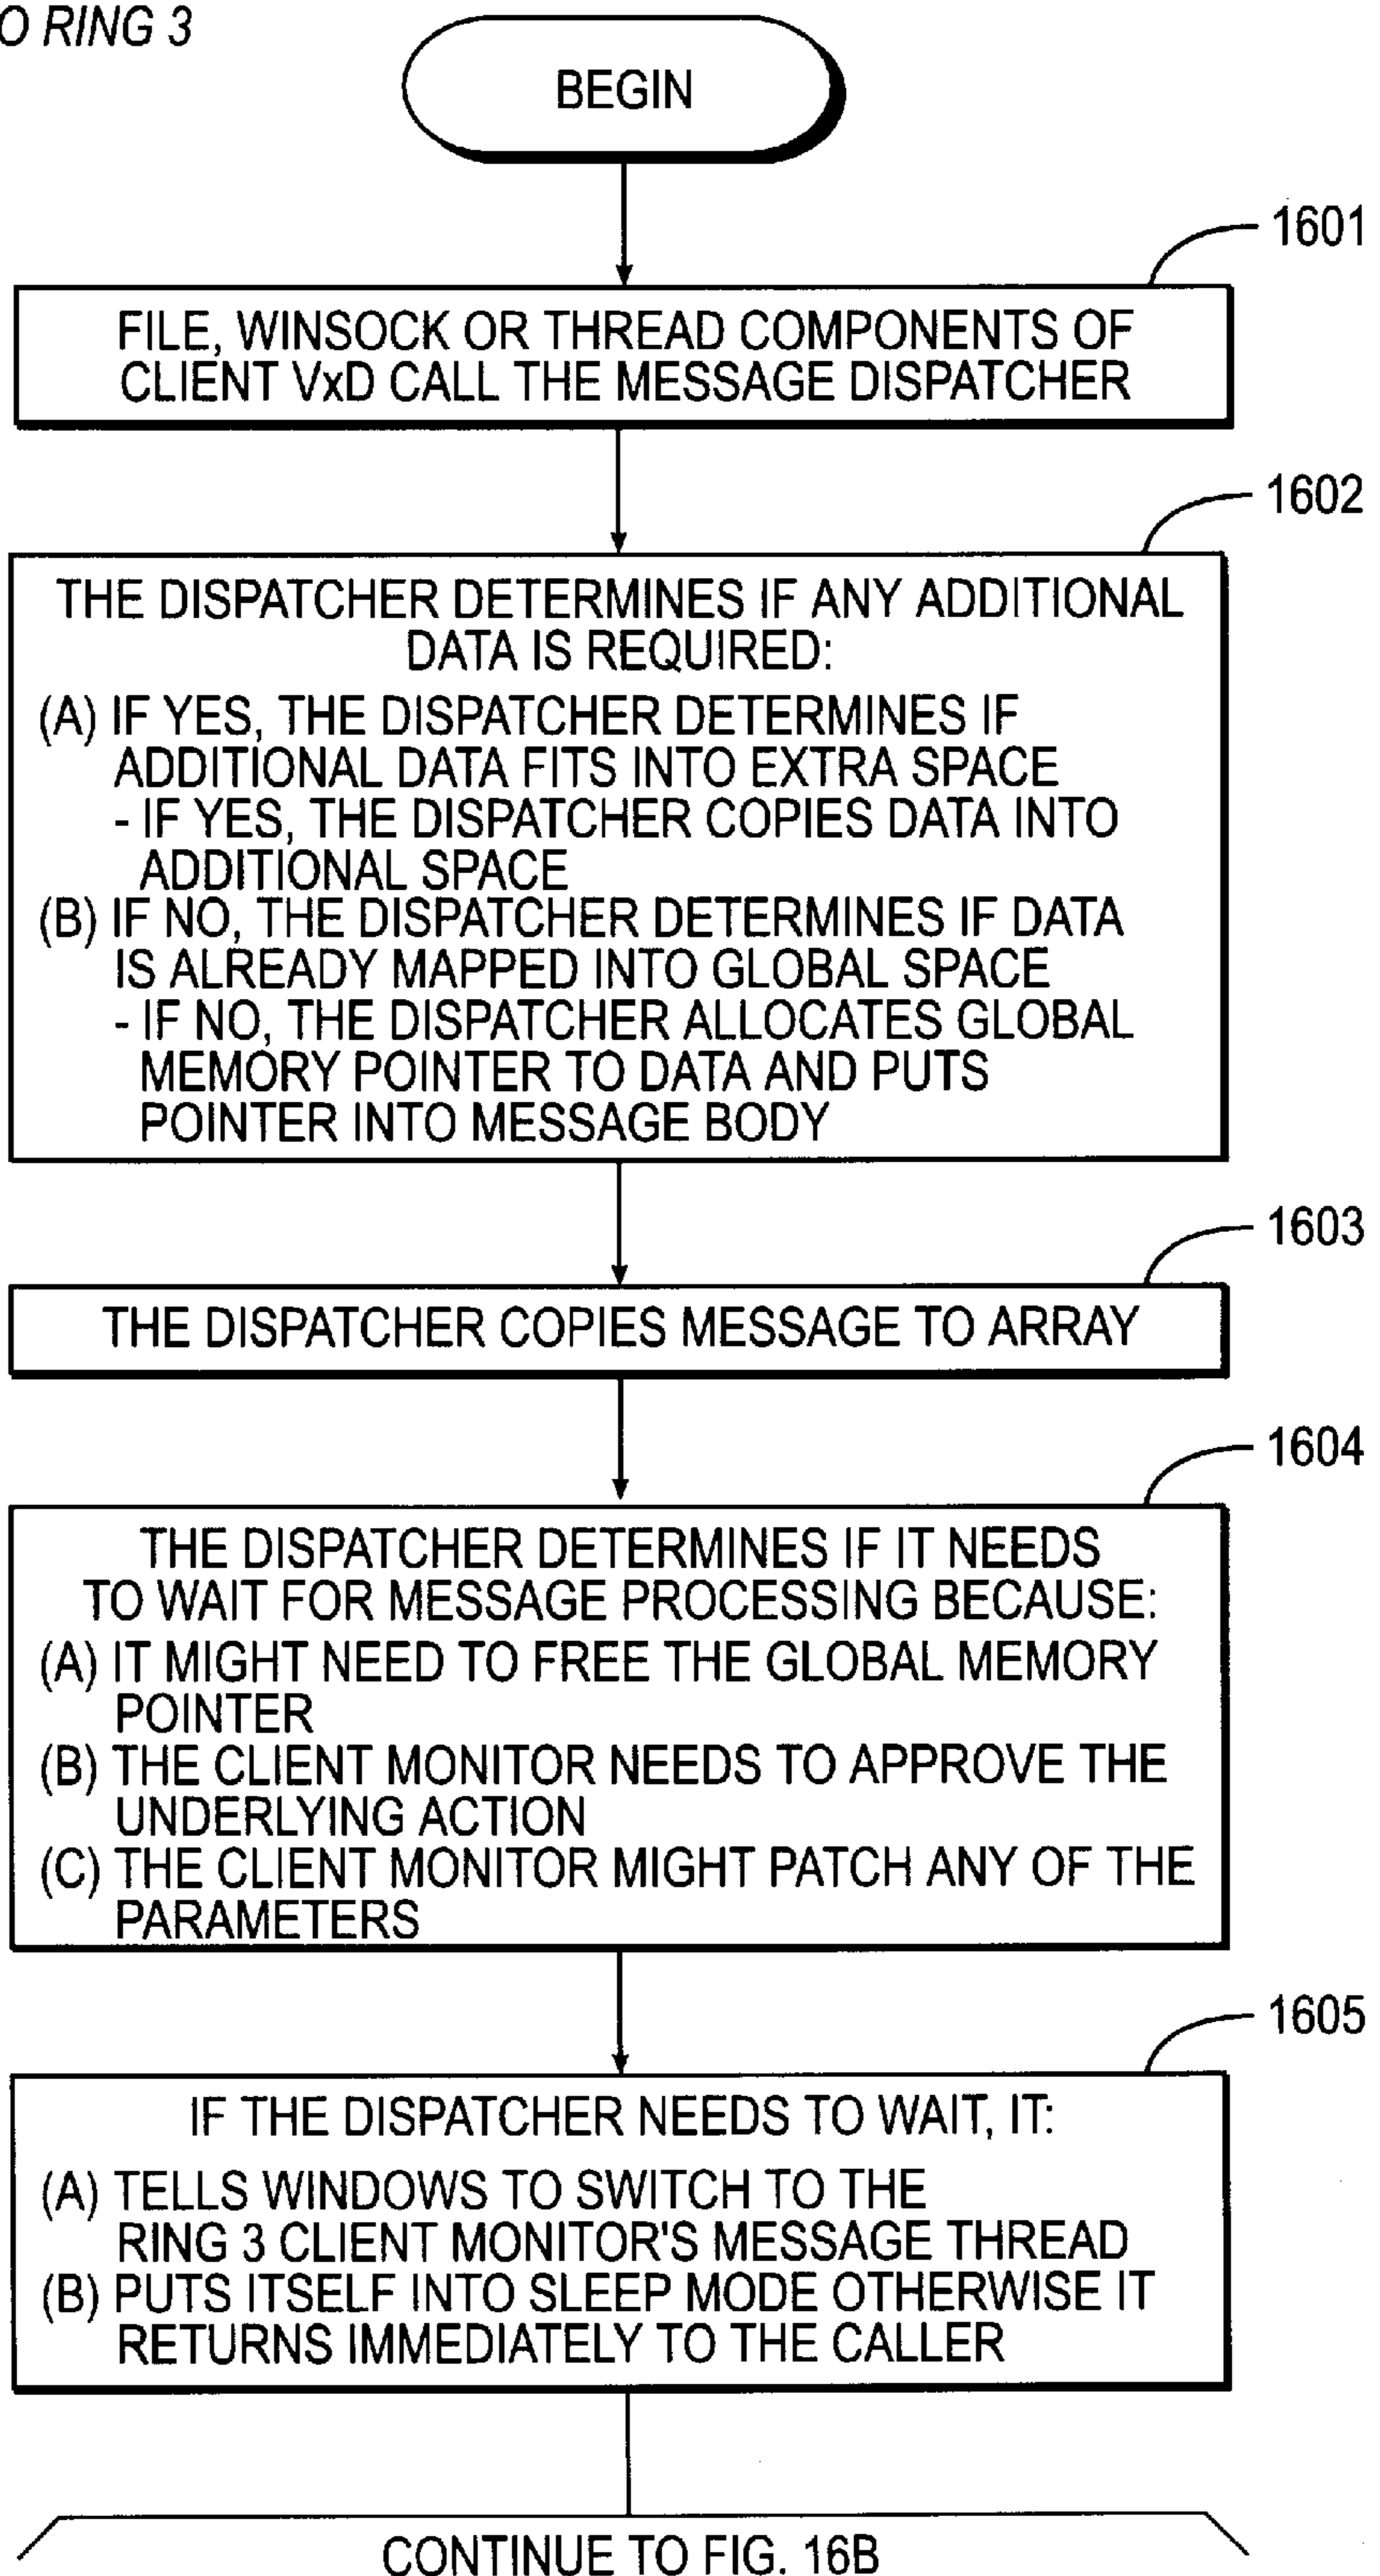 O RING 3
BEGIN
1601
FILE, WINSOCK OR THREAD COMPONENTS OF
CLIENT VxD CALL THE MESSAGE DISPATCHER
1602
THE DISPATCHER DETERMINES IF ANY ADDITIONAL
DATA IS REQUIRED:
(A) IF YES, THE DISPATCHER DETERMINES IF
ADDITIONAL DATA FITS INTO EXTRA SPACE
- IF YES, THE DISPATCHER COPIES DATA INTO
ADDITIONAL SPACE
(B) IF NO, THE DISPATCHER DETERMINES IF DATA
IS ALREADY MAPPED INTO GLOBAL SPACE
- IF NO, THE DISPATCHER ALLOCATES GLOBAL
MEMORY POINTER TO DATA AND PUTS
POINTER INTO MESSAGE BODY
1603
THE DISPATCHER COPIES MESSAGE TO ARRAY
1604
THE DISPATCHER DETERMINES IF IT NEEDS
TO WAIT FOR MESSAGE PROCESSING BECAUSE:
(A) IT MIGHT NEED TO FREE THE GLOBAL MEMORY
POINTER
(B) THE CLIENT MONITOR NEEDS TO APPROVE THE
UNDERLYING ACTION
(C) THE CLIENT MONITOR MIGHT PATCH ANY OF THE
PARAMETERS
1605
IF THE DISPATCHER NEEDS TO WAIT, IT:
(A) TELLS WINDOWS TO SWITCH TO THE
RING 3 CLIENT MONITOR'S MESSAGE THREAD
(B) PUTS ITSELF INTO SLEEP MODE OTHERWISE IT
RETURNS IMMEDIATELY TO THE CALLER
CONTINUE TO FIG. 16B